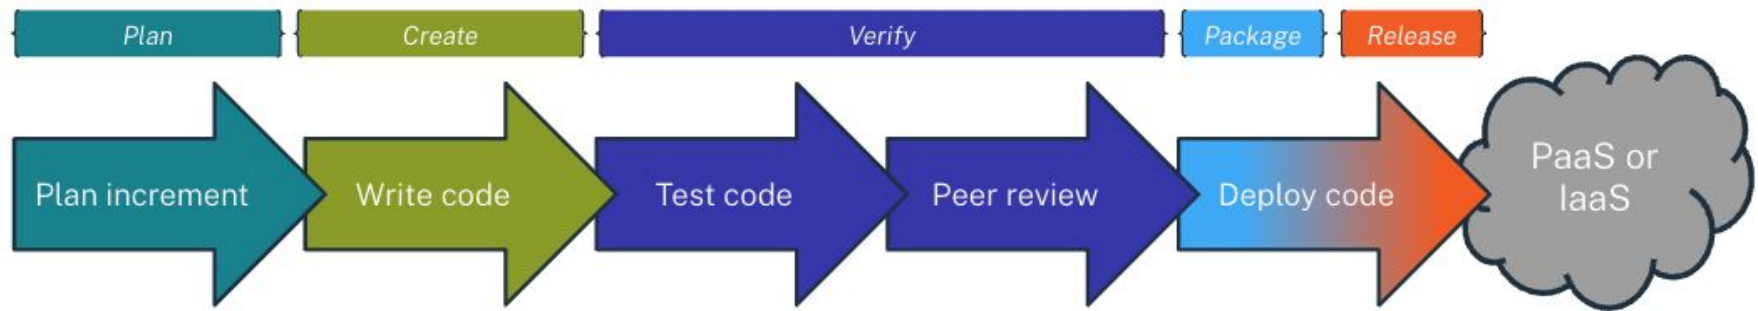 Plan
Create
Verify
Package
Release
Plan increment
Write code
Test code
Peer review
Deploy code
PaaS or
IaaS